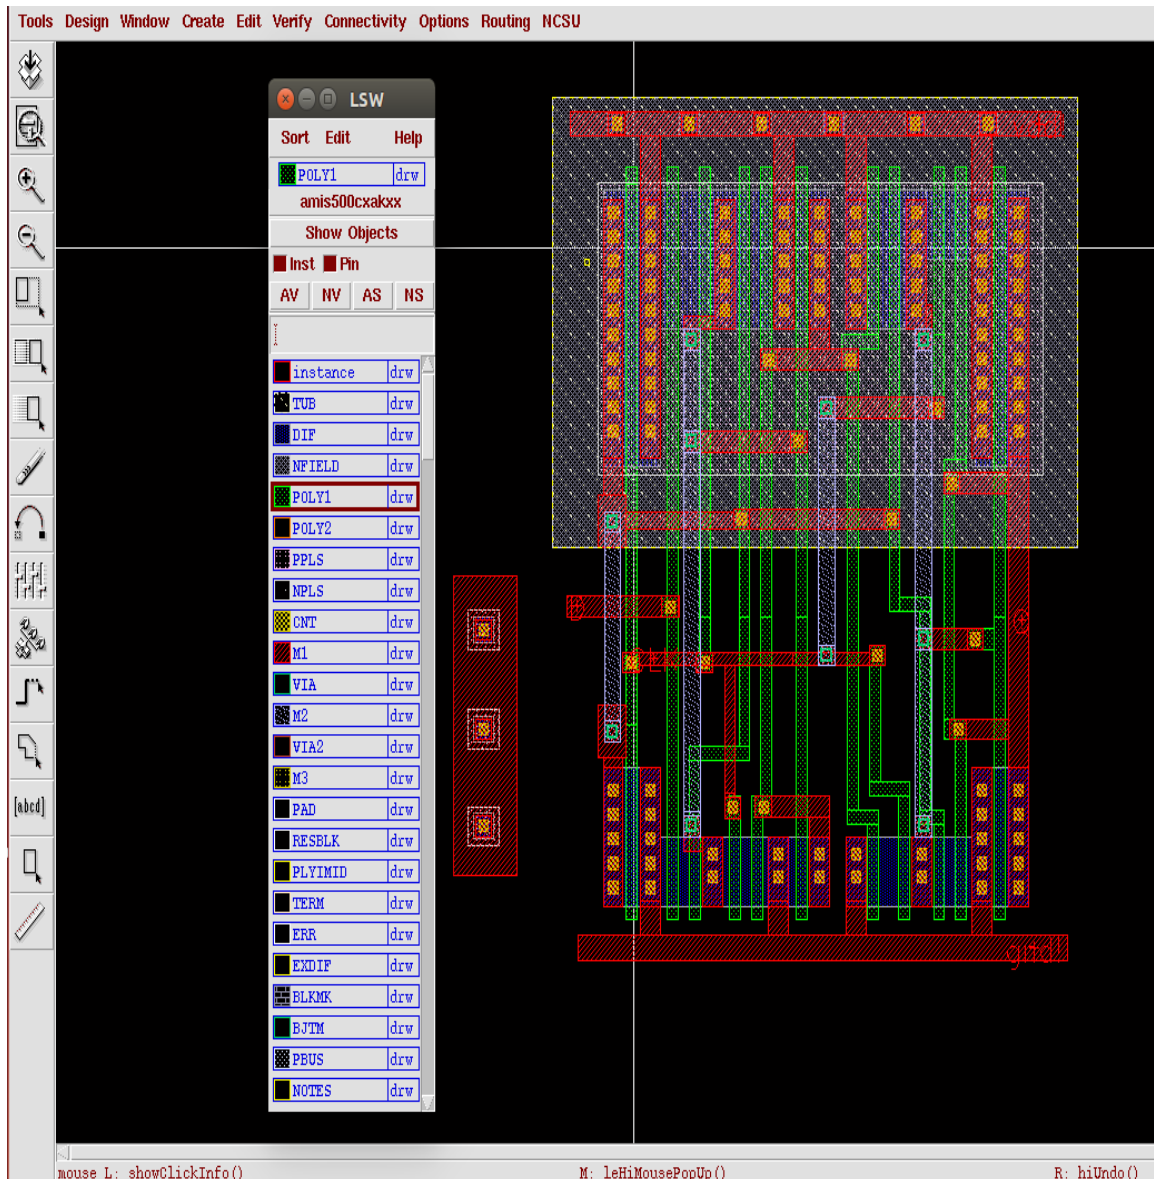 Tools Design Window Create Edit Verify Connectivity Options Routing NCSU
LSW
Sort Edit Help
POLY1 drw
amis500cxakxx
Show Objects
Inst Pin
AV NV AS NS
instance drw
TUB drw
DIF drw
NFIELD drw
POLY1 drw
POLY2 drw
PPLS drw
NPLS drw
CNT drw
M1 drw
VIA drw
M2 drw
VIA2 drw
M3 drw
PAD drw
RESBLK drw
PLYIMID drw
TERM drw
ERR drw
EXDIF drw
BLKMK drw
BJTM drw
PBUS drw
NOTES drw
[abcd]
gnd!
mouse L: showClickInfo() M: leHiMousePopUp() R: hiUndo()